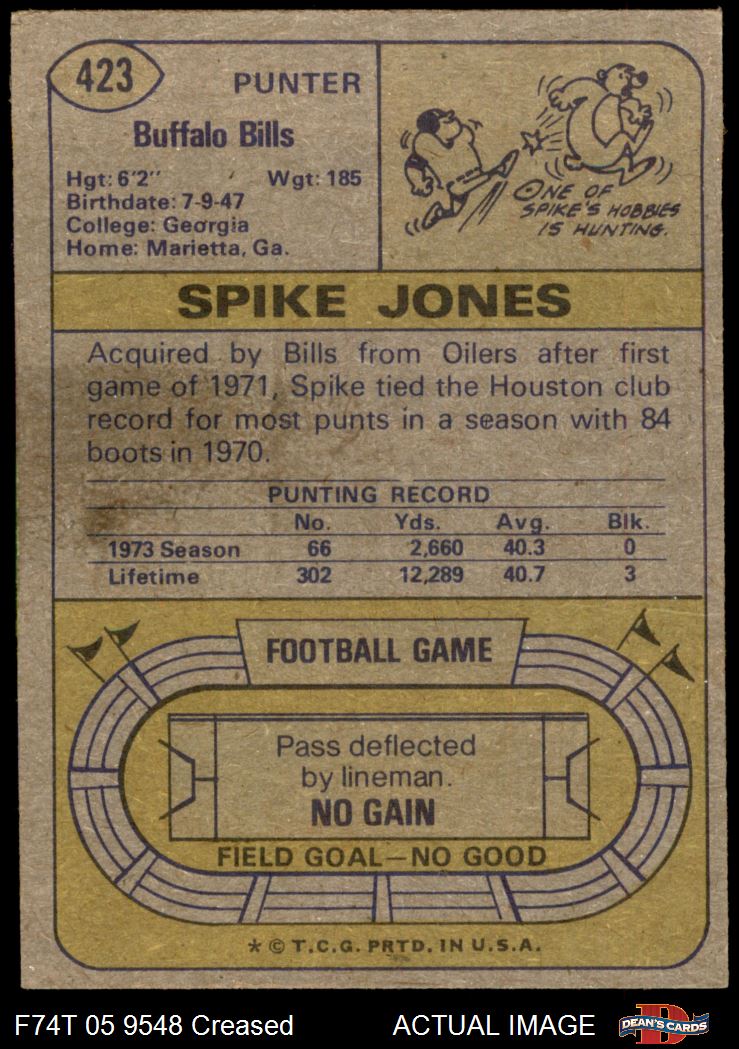 423
PUNTER
Buffalo Bills
Hgt: 6'2" Wgt: 185
Birthdate: 7-9-47
College: Georgia
Home: Marietta, Ga.
ONE OF
SPIKE'S HOBBIES
IS HUNTING.
SPIKE JONES
Acquired by Bills from Oilers after first
game of 1971, Spike tied the Houston club
record for most punts in a season with 84
boots in 1970.
PUNTING RECORD
No. Yds. Avg. Blk.
1973 Season 66 2,660 40.3 0
Lifetime 302 12,289 40.7 3
FOOTBALL GAME
Pass deflected
by lineman.
NO GAIN
FIELD GOAL—NO GOOD
* © T.C.G. PRTD. IN U.S.A.
F74T 05 9548 Creased ACTUAL IMAGE
D
DEAN'S CARDS